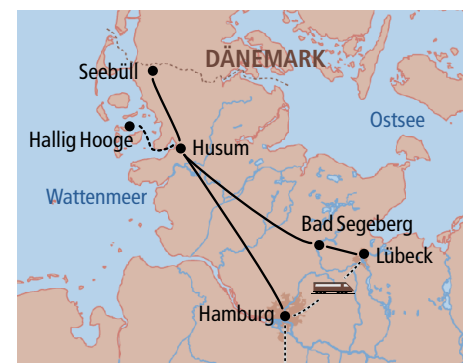 DÄNEMARK
Seebüll
Ostsee
Hallig Hooge
Husum
Wattenmeer
Bad Segeberg
Lübeck
Hamburg